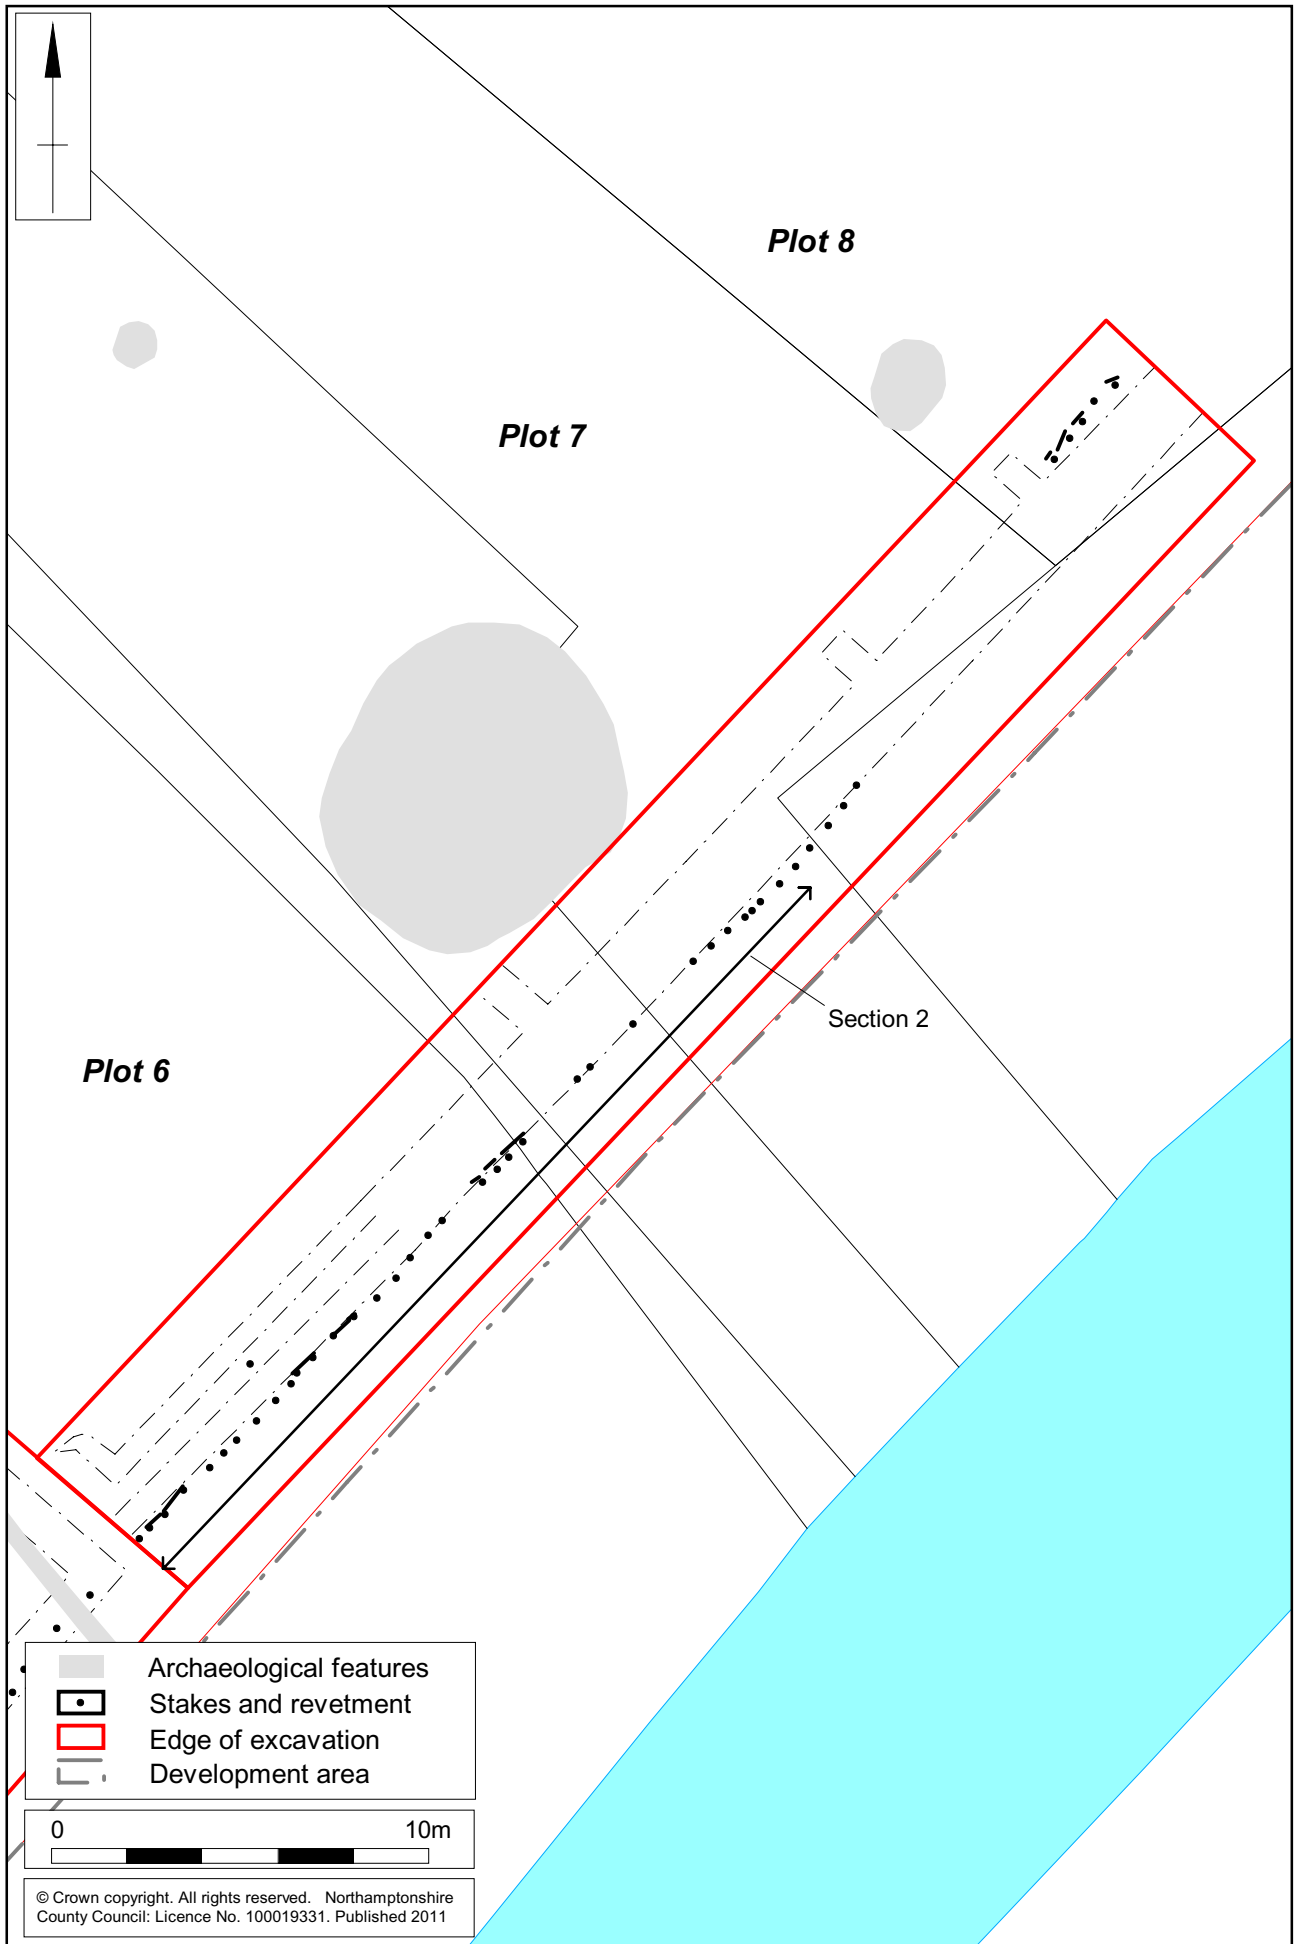 Plot 8
Plot 7
Section 2
Plot 6
Archaeological features
Stakes and revetment
Edge of excavation
Development area
0 10m
© Crown copyright. All rights reserved. Northamptonshire
County Council: Licence No. 100019331. Published 2011